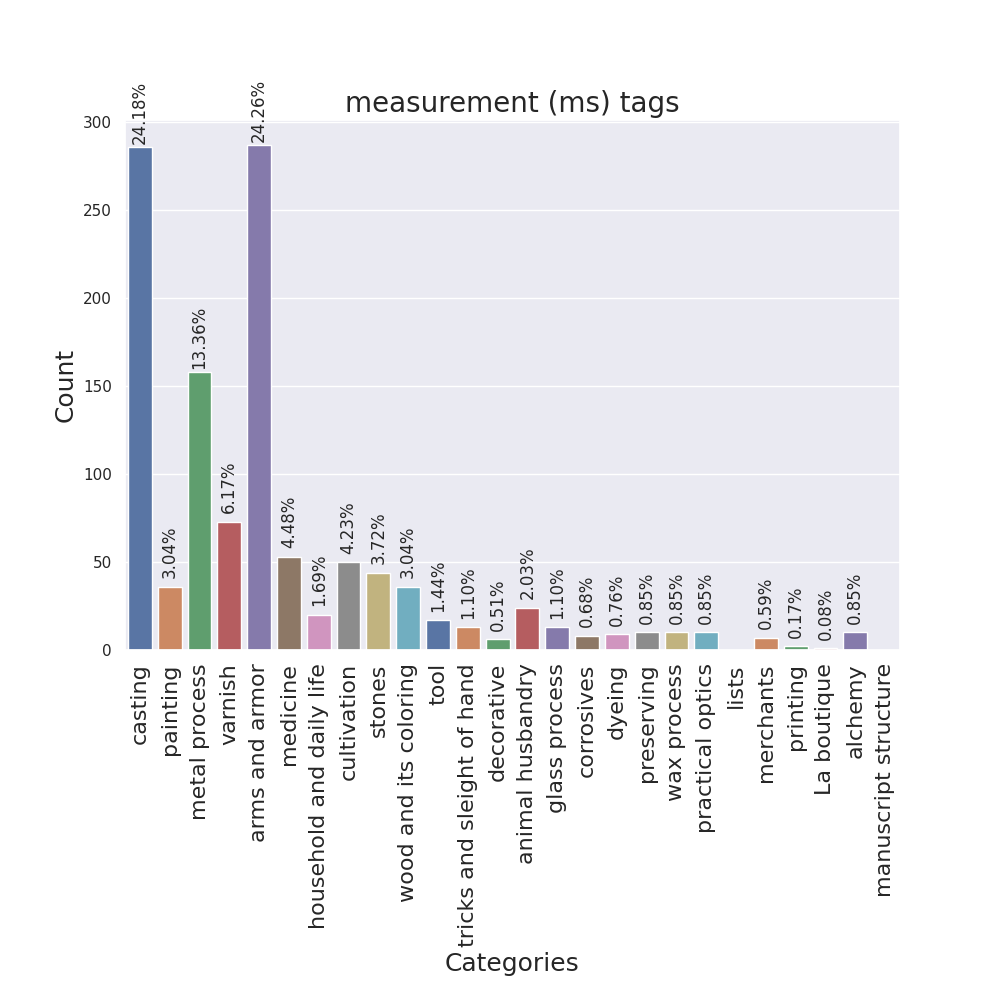 measurement (ms) tags
Count
300
250
200
150
100
50
0
24.18%
3.04%
13.36%
6.17%
24.26%
4.48%
1.69%
4.23%
3.72%
3.04%
1.44%
1.10%
0.51%
2.03%
1.10%
0.68%
0.76%
0.85%
0.85%
0.85%
0.59%
0.17%
0.08%
0.85%
casting
painting
metal process
varnish
arms and armor
medicine
household and daily life
cultivation
stones
wood and its coloring
tool
tricks and sleight of hand
decorative
animal husbandry
glass process
corrosives
dyeing
preserving
wax process
practical optics
lists
merchants
printing
La boutique
alchemy
manuscript structure
Categories